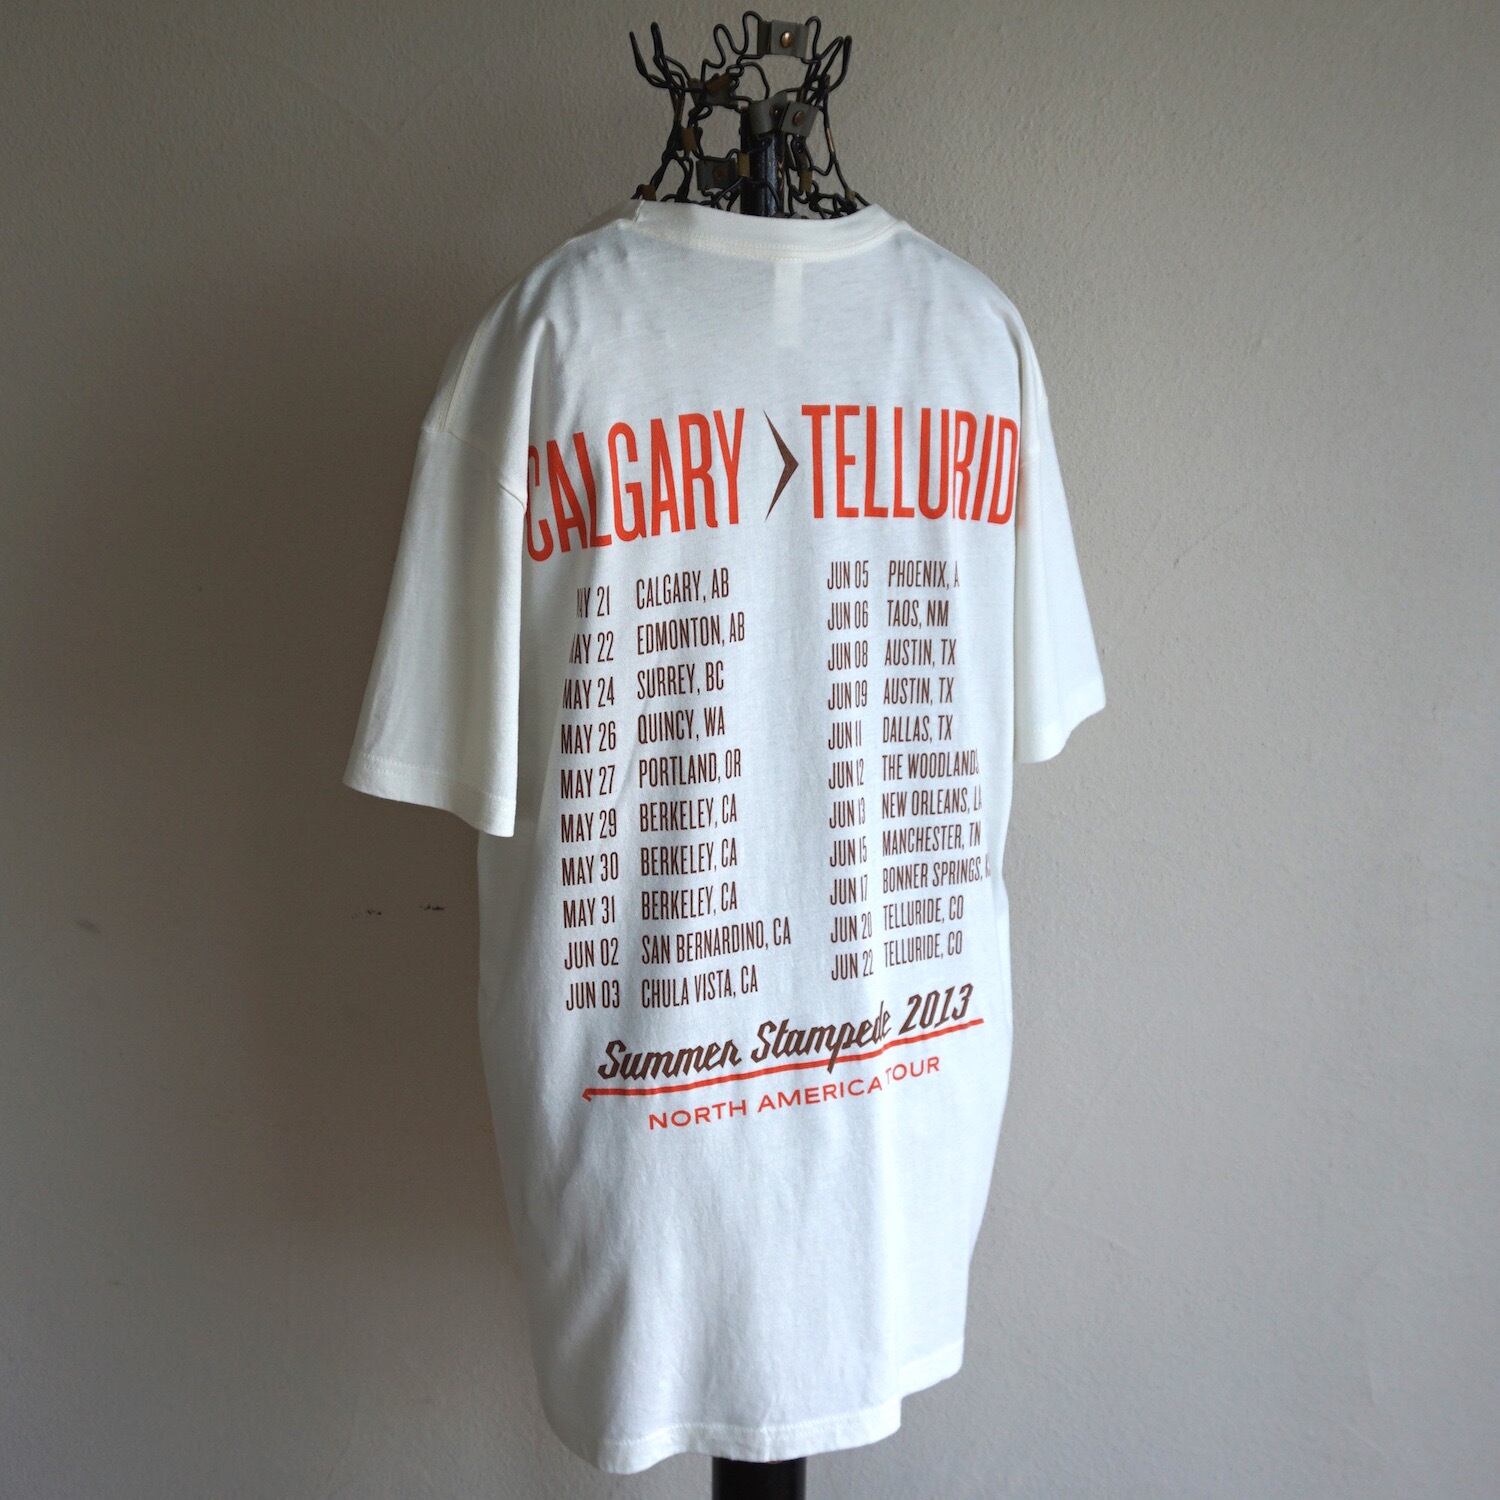 CALGARY > TELLURID
MAY 21 CALGARY, AB
MAY 22 EDMONTON, AB
MAY 24 SURREY, BC
MAY 26 QUINCY, WA
MAY 27 PORTLAND, OR
MAY 29 BERKELEY, CA
MAY 30 BERKELEY, CA
MAY 31 BERKELEY, CA
JUN 02 SAN BERNARDINO, CA
JUN 03 CHULA VISTA, CA
JUN 05 PHOENIX, A
JUN 06 TAOS, NM
JUN 08 AUSTIN, TX
JUN 09 AUSTIN, TX
JUN 11 DALLAS, TX
JUN 12 THE WOODLANDS
JUN 13 NEW ORLEANS, LA
JUN 15 MANCHESTER, TN
JUN 17 BONNER SPRINGS, K
JUN 20 TELLURIDE, CO
JUN 22 TELLURIDE, CO
Summer Stampede 2013
NORTH AMERICA TOUR